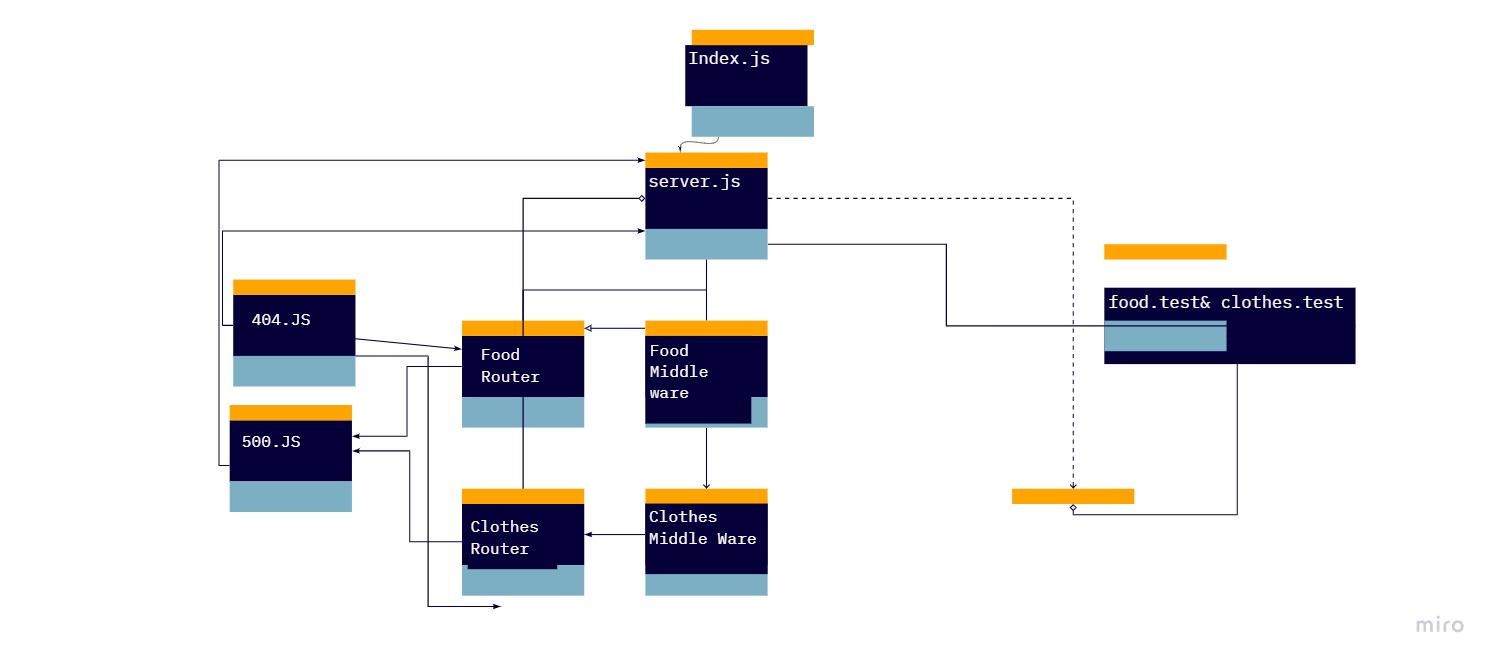 Index.js
server.js
food.test& clothes.test
404.JS
Food
Router
Food
Middle
ware
500.JS
Clothes
Router
Clothes
Middle Ware
miro